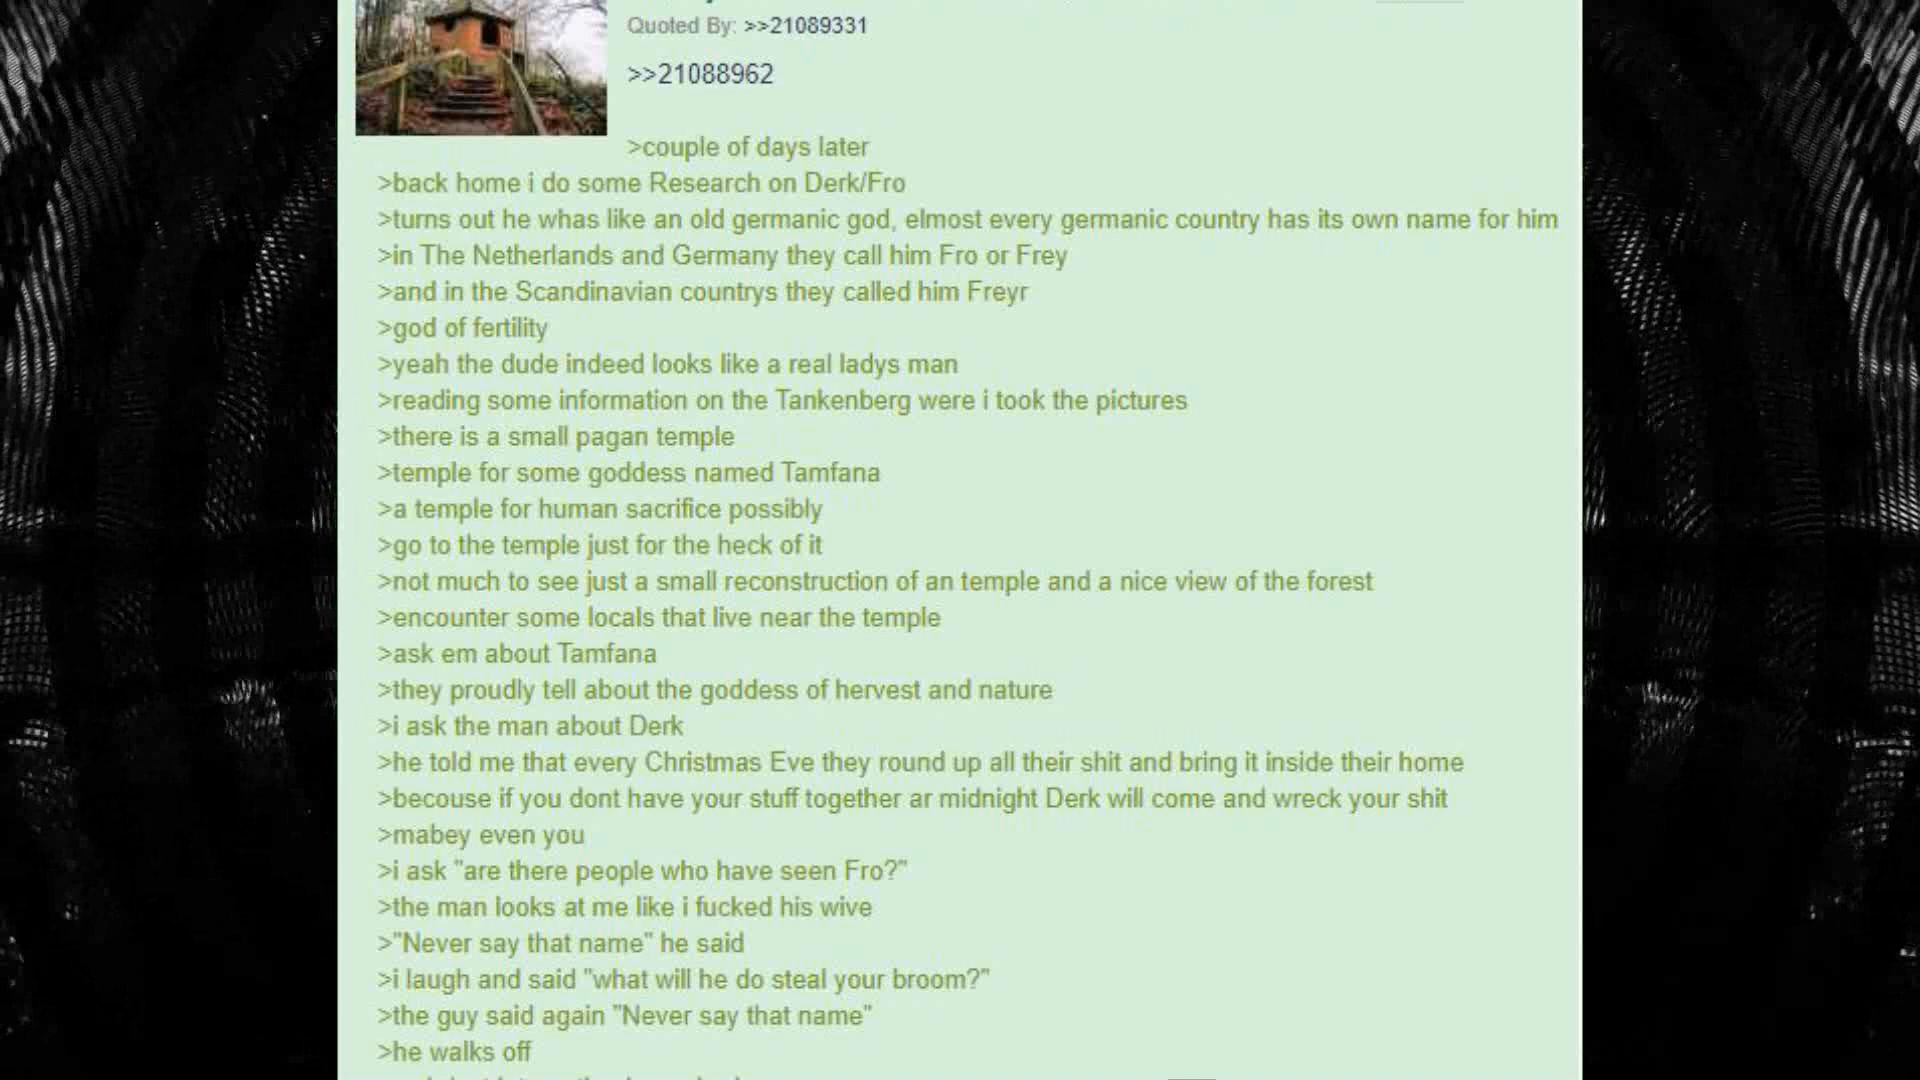 Quoted By: >>21089331
>>21088962
>couple of days later
>back home i do some Research on Derk/Fro
>turns out he whas like an old germanic god, elmost every germanic country has its own name for him
>in The Netherlands and Germany they call him Fro or Frey
>and in the Scandinavian countrys they called him Freyr
>god of fertility
>yeah the dude indeed looks like a real ladys man
>reading some information on the Tankenberg were i took the pictures
>there is a small pagan temple
>temple for some goddess named Tamfana
>a temple for human sacrifice possibly
>go to the temple just for the heck of it
>not much to see just a small reconstruction of an temple and a nice view of the forest
>encounter some locals that live near the temple
>ask em about Tamfana
>they proudly tell about the goddess of hervest and nature
>i ask the man about Derk
>he told me that every Christmas Eve they round up all their shit and bring it inside their home
>becouse if you dont have your stuff together ar midnight Derk will come and wreck your shit
>mabey even you
>i ask "are there people who have seen Fro?"
>the man looks at me like i fucked his wive
>"Never say that name" he said
>i laugh and said "what will he do steal your broom?"
>the guy said again "Never say that name"
>he walks off